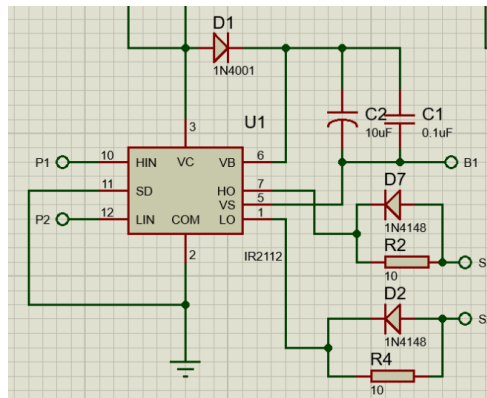 D1
1N4001
U1
C2
10uF
C1
0.1uF
3
P1
10
HIN
VC
VB
6
B1
11
SD
HO
7
VS
5
P2
12
LIN
COM
LO
1
2
IR2112
D7
1N4148
R2
10
S
D2
1N4148
S
R4
10